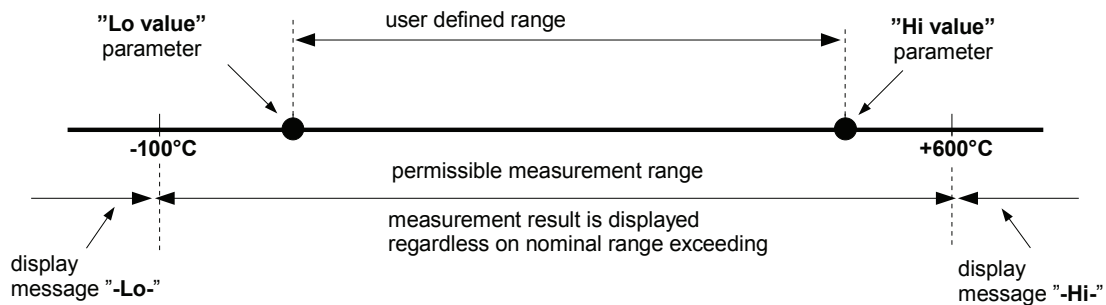 ”Lo value”
parameter
user defined range
”Hi value”
parameter
-100°C
+600°C
permissible measurement range
measurement result is displayed
regardless on nominal range exceeding
display
message ”-Lo-”
display
message ”-Hi-”